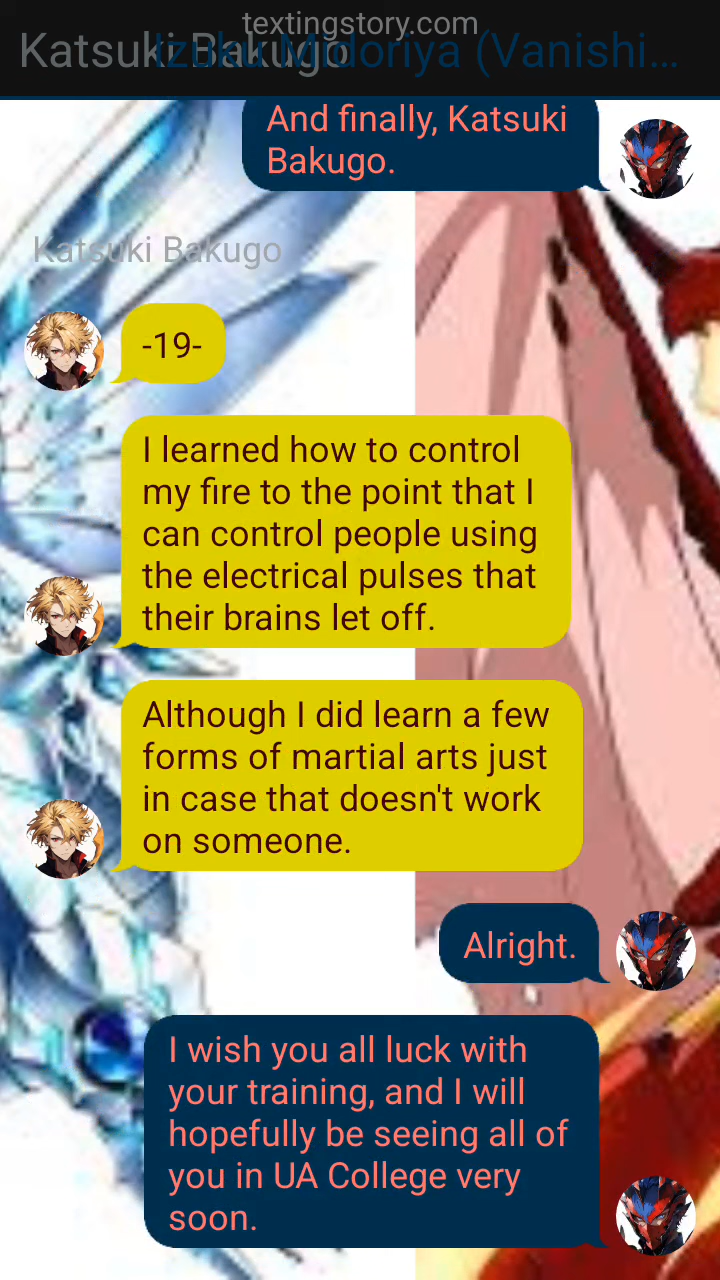 textingstory.com
Katsuki Bakugo
Izuku Midoriya (Vanishi...
And finally, Katsuki
Bakugo.
Katsuki Bakugo
-19-
I learned how to control
my fire to the point that I
can control people using
the electrical pulses that
their brains let off.
Although I did learn a few
forms of martial arts just
in case that doesn't work
on someone.
Alright.
I wish you all luck with
your training, and I will
hopefully be seeing all of
you in UA College very
soon.